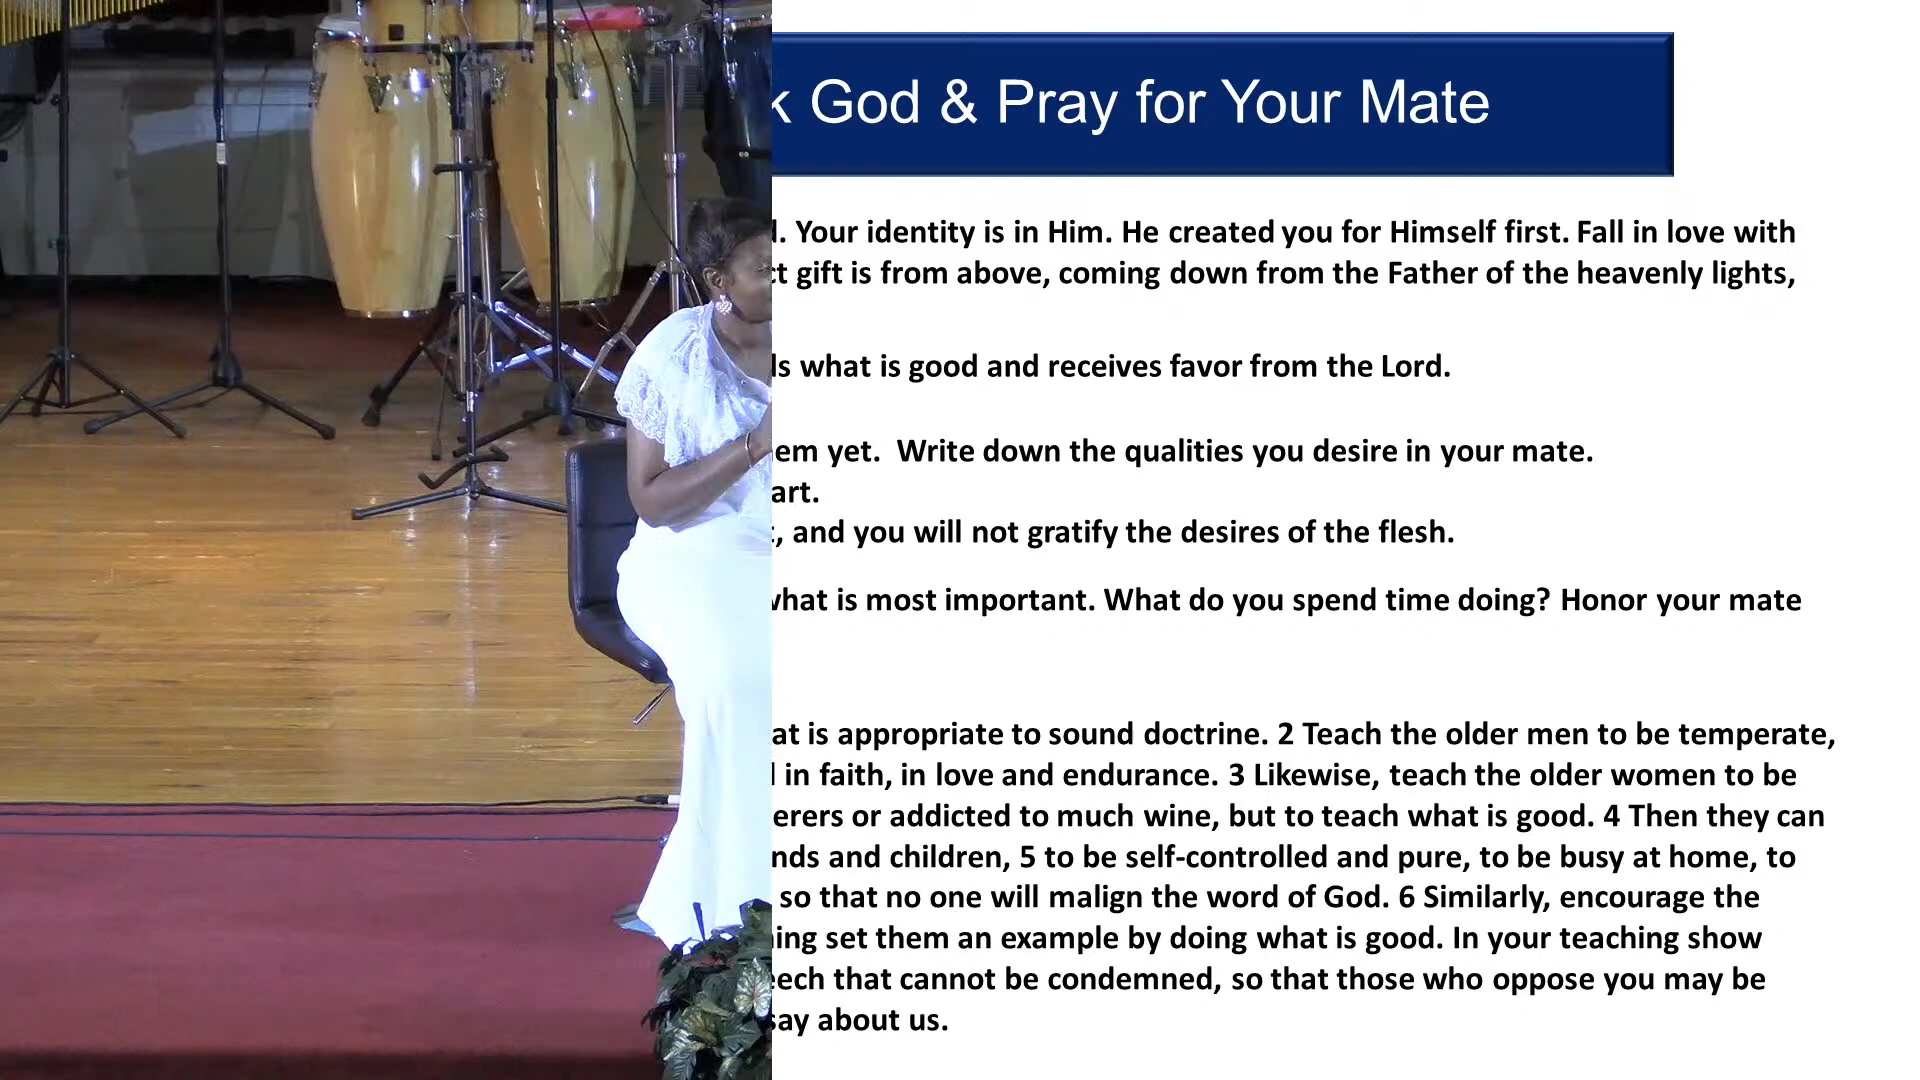 God & Pray for Your Mate
Your identity is in Him. He created you for Himself first. Fall in love with
gift is from above, coming down from the Father of the heavenly lights,
what is good and receives favor from the Lord.
yet. Write down the qualities you desire in your mate.
art.
, and you will not gratify the desires of the flesh.
what is most important. What do you spend time doing? Honor your mate
at is appropriate to sound doctrine. 2 Teach the older men to be temperate,
in faith, in love and endurance. 3 Likewise, teach the older women to be
erers or addicted to much wine, but to teach what is good. 4 Then they can
nds and children, 5 to be self-controlled and pure, to be busy at home, to
so that no one will malign the word of God. 6 Similarly, encourage the
ing set them an example by doing what is good. In your teaching show
eech that cannot be condemned, so that those who oppose you may be
say about us.